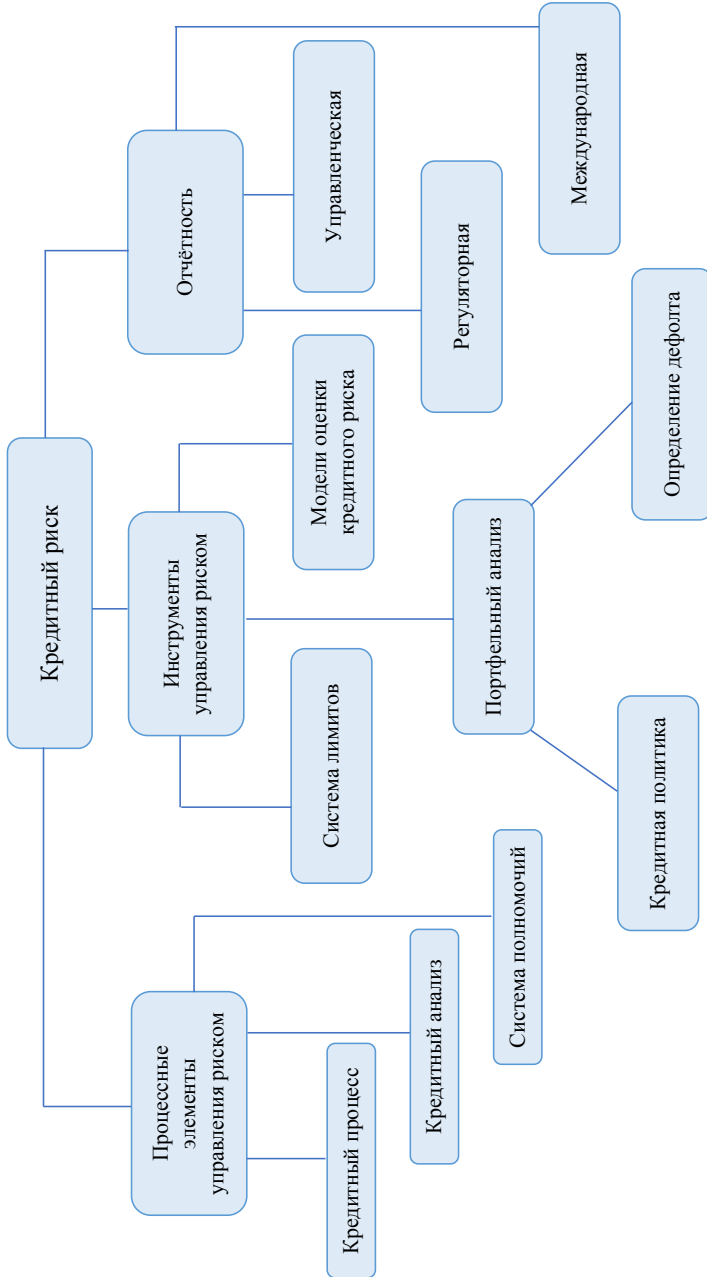 Кредитный риск
Процессные
элементы
управления риском
Инструменты
управления риском
Отчётность
Кредитный процесс
Кредитный анализ
Система полномочий
Система лимитов
Модели оценки
кредитного риска
Портфельный анализ
Кредитная политика
Определение дефолта
Управленческая
Регуляторная
Международная